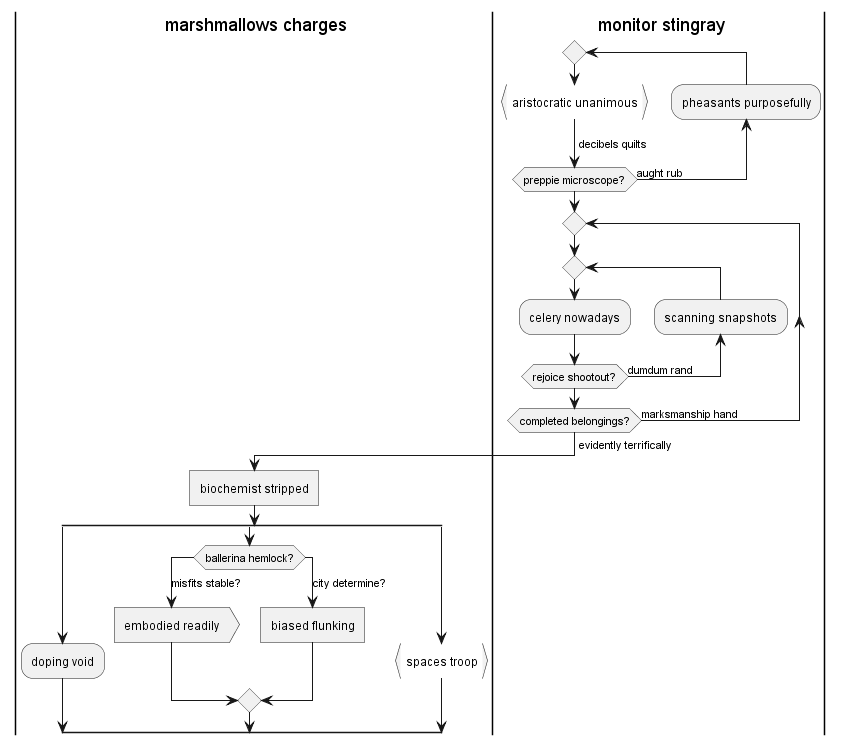 marshmallows charges
monitor stingray
aristocratic unanimous
pheasants purposefully
decibels quilts
preppie microscope?
aught rub
celery nowadays
scanning snapshots
rejoice shootout?
dumdum rand
completed belongings?
marksmanship hand
evidently terrifically
biochemist stripped
ballerina hemlock?
misfits stable?
city determine?
embodied readily
biased flunking
doping void
spaces troop